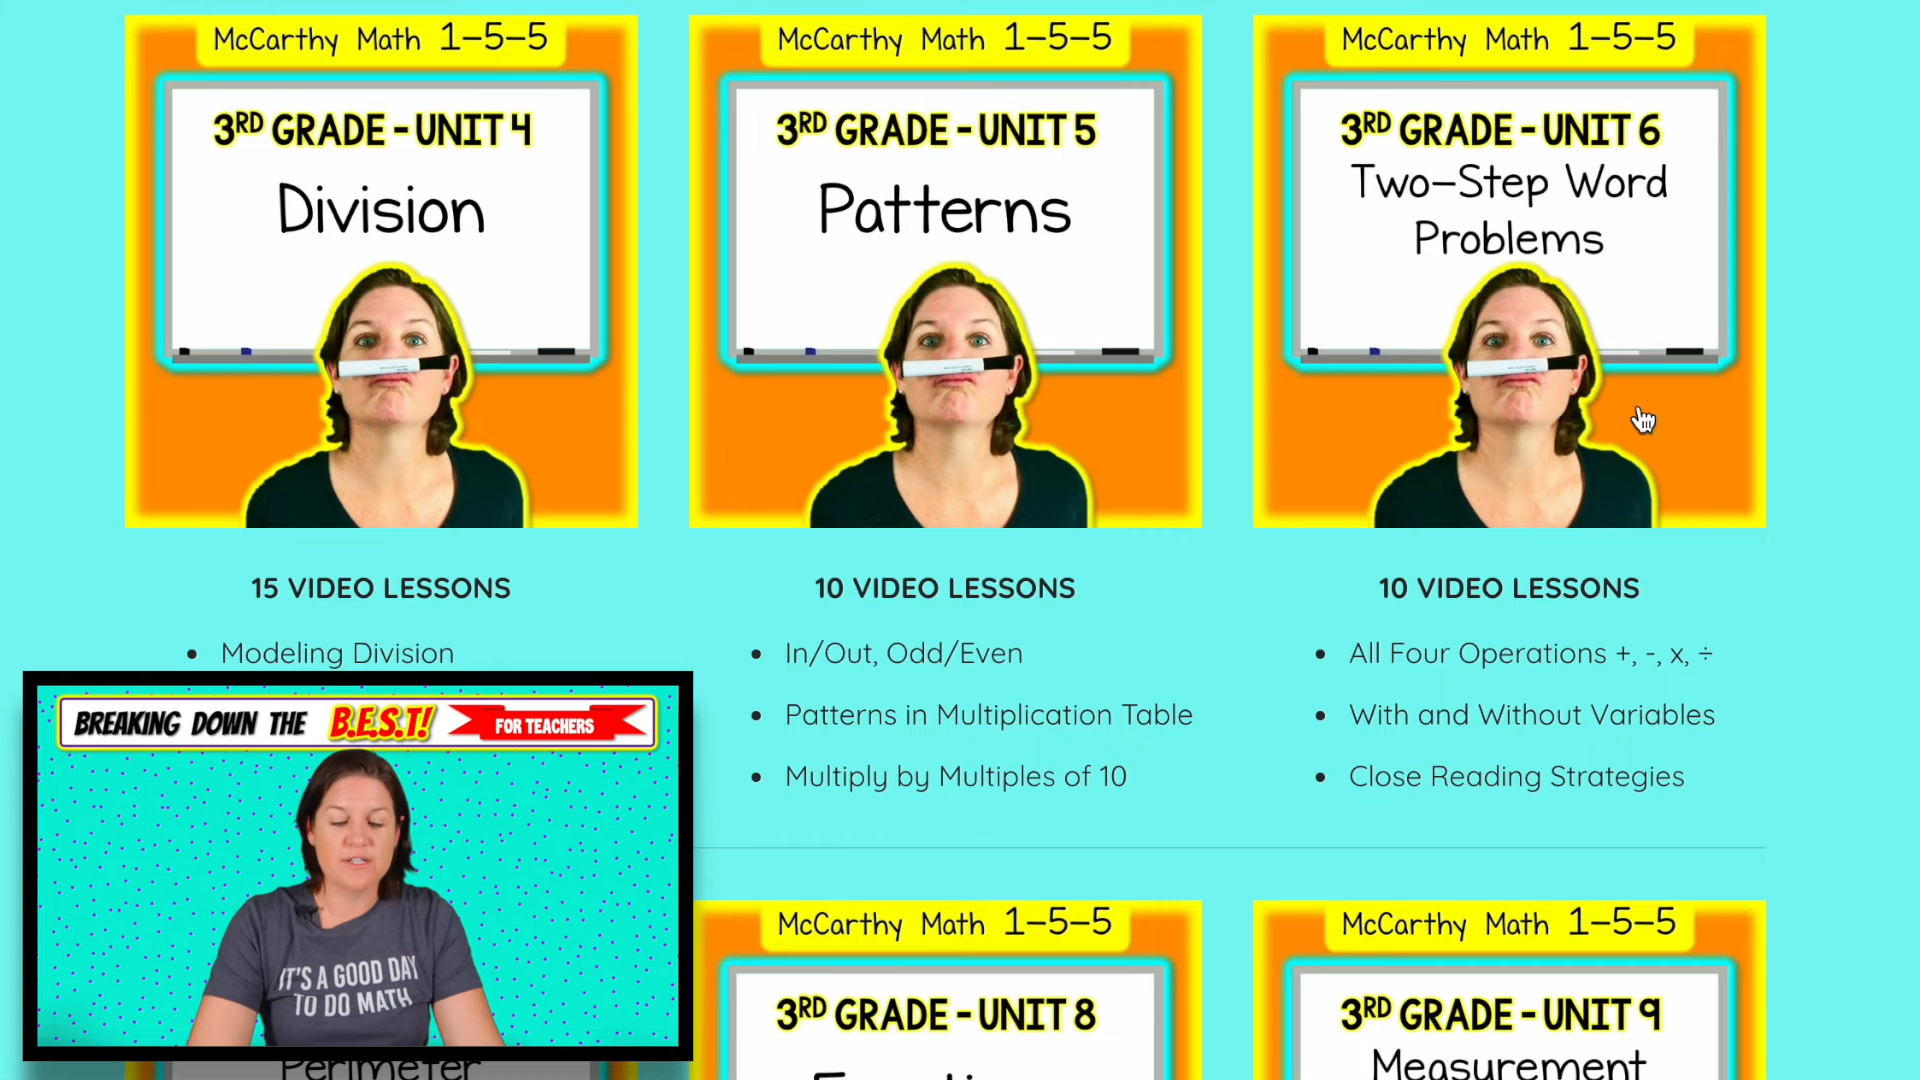 McCarthy Math 1-5-5
3RD GRADE - UNIT 4
Division
15 VIDEO LESSONS
• Modeling Division
McCarthy Math 1-5-5
3RD GRADE - UNIT 5
Patterns
10 VIDEO LESSONS
• In/Out, Odd/Even
• Patterns in Multiplication Table
• Multiply by Multiples of 10
McCarthy Math 1-5-5
3RD GRADE - UNIT 6
Two-Step Word
Problems
10 VIDEO LESSONS
• All Four Operations +, -, x, ÷
• With and Without Variables
• Close Reading Strategies
BREAKING DOWN THE B.E.S.T! FOR TEACHERS
IT'S A GOOD DAY
TO DO MATH
Perimeter
McCarthy Math 1-5-5
3RD GRADE - UNIT 8
McCarthy Math 1-5-5
3RD GRADE - UNIT 9
Measurement